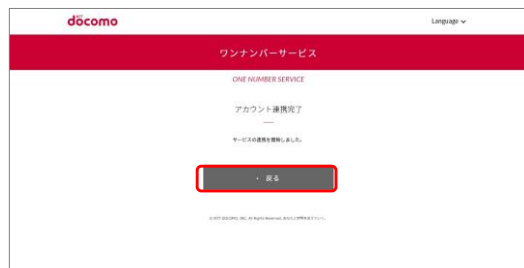 döcomo
Language
ワンナンバーサービス
ONE NUMBER SERVICE
アカウント連携完了
サービスの連携を解除しました。
戻る